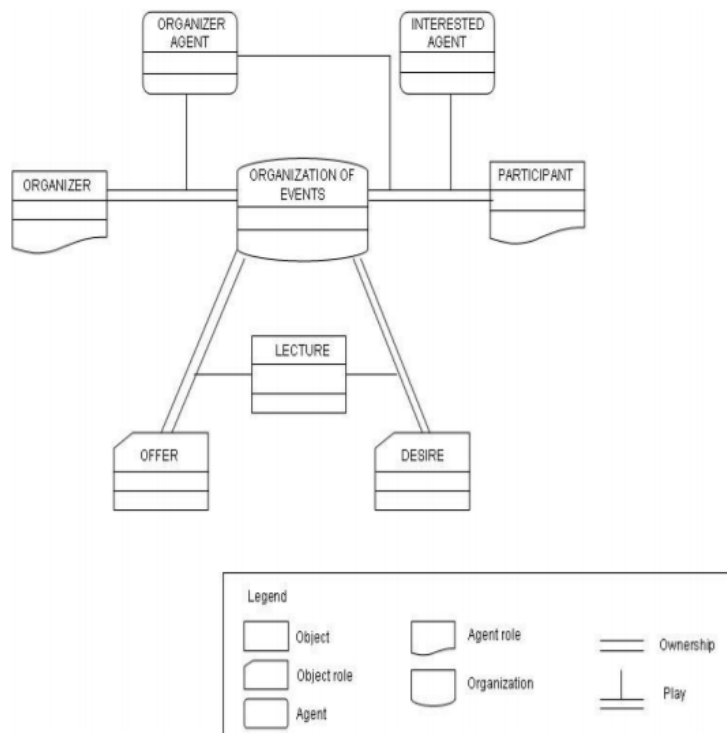 ORGANIZER
AGENT
INTERESTED
AGENT
ORGANIZER
ORGANIZATION OF
EVENTS
PARTICIPANT
LECTURE
OFFER
DESIRE
Legend
Object
Object role
Agent
Agent role
Organization
Ownership
Play